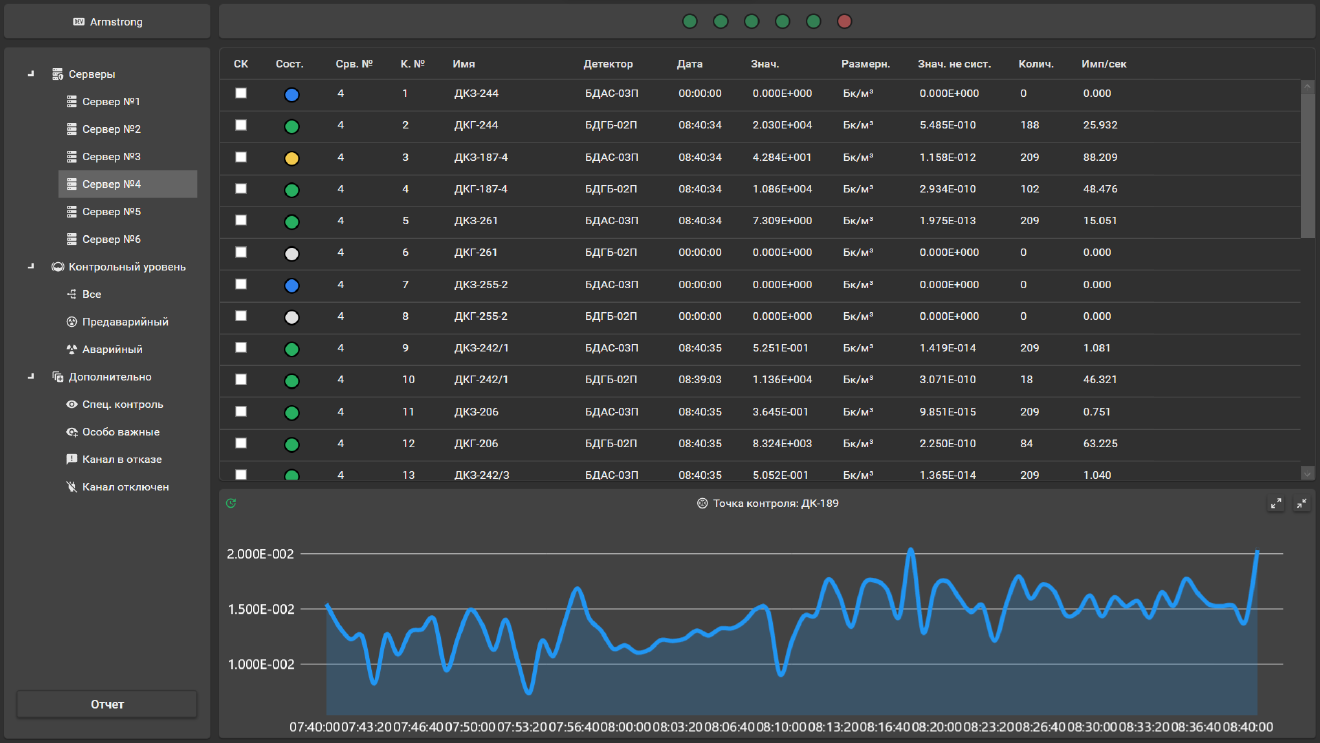 Armstrong
Серверы
Сервер №1
Сервер №2
Сервер №3
Сервер №4
Сервер №5
Сервер №6
Контрольный уровень
Все
Предаварийный
Аварийный
Дополнительно
Спец. контроль
Особо важные
Канал в отказе
Канал отключен
Отчет
СК Сост. Срв. № К. № Имя Детектор Дата Знач. Размерн. Знач. не сист. Колич. Имп/сек
4 1 ДКЗ-244 БДАС-03П 00:00:00 0.000E+000 Бк/м³ 0.000E+000 0 0.000
4 2 ДКГ-244 БДГБ-02П 08:40:34 2.030E+004 Бк/м³ 5.485E-010 188 25.932
4 3 ДКЗ-187-4 БДАС-03П 08:40:34 4.284E+001 Бк/м³ 1.158E-012 209 88.209
4 4 ДКГ-187-4 БДГБ-02П 08:40:34 1.086E+004 Бк/м³ 2.934E-010 102 48.476
4 5 ДКЗ-261 БДАС-03П 08:40:34 7.309E+000 Бк/м³ 1.975E-013 209 15.051
4 6 ДКГ-261 БДГБ-02П 00:00:00 0.000E+000 Бк/м³ 0.000E+000 0 0.000
4 7 ДКЗ-255-2 БДАС-03П 00:00:00 0.000E+000 Бк/м³ 0.000E+000 0 0.000
4 8 ДКГ-255-2 БДГБ-02П 00:00:00 0.000E+000 Бк/м³ 0.000E+000 0 0.000
4 9 ДКЗ-242/1 БДАС-03П 08:40:35 5.251E-001 Бк/м³ 1.419E-014 209 1.081
4 10 ДКГ-242/1 БДГБ-02П 08:39:03 1.136E+004 Бк/м³ 3.071E-010 18 46.321
4 11 ДКЗ-206 БДАС-03П 08:40:35 3.645E-001 Бк/м³ 9.851E-015 209 0.751
4 12 ДКГ-206 БДГБ-02П 08:40:35 8.324E+003 Бк/м³ 2.250E-010 84 63.225
4 13 ДКЗ-242/3 БДАС-03П 08:40:35 5.052E-001 Бк/м³ 1.365E-014 209 1.040
Точка контроля: ДК-189
2.000E-002
1.500E-002
1.000E-002
07:40:00 07:43:20 07:46:40 07:50:00 07:53:20 07:56:40 08:00:00 08:03:20 08:06:40 08:10:00 08:13:20 08:16:40 08:20:00 08:23:20 08:26:40 08:30:00 08:33:20 08:36:40 08:40:00